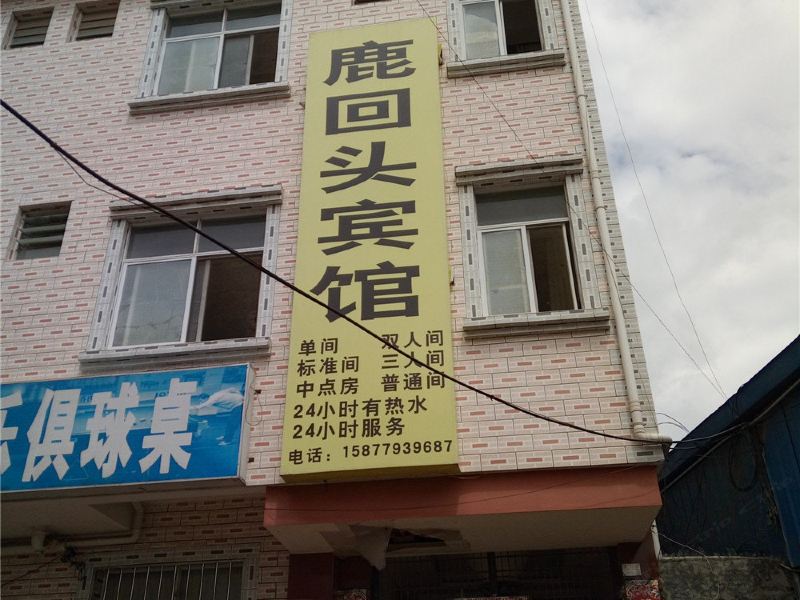 鹿回头宾馆
单间 双人间
标准间 三人间
中点房 普通间
24小时有热水
24小时服务
电话：15877939687
俱球桌